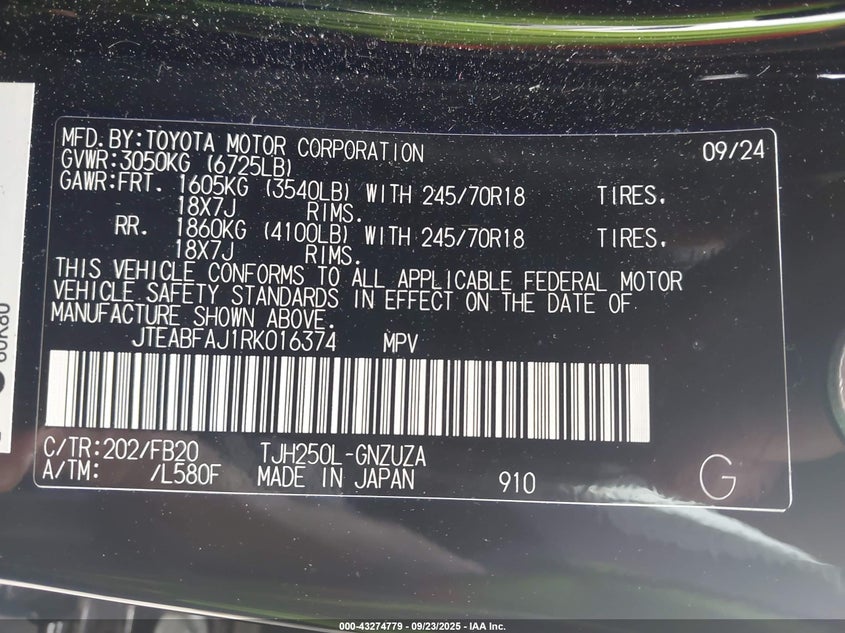 MFD.BY:TOYOTA MOTOR CORPORATION 09/24
GVWR:3050KG (6725LB)
GAWR:FRT. 1605KG (3540LB) WITH 245/70R18 TIRES.
18X7J RIMS.
RR. 1860KG (4100LB) WITH 245/70R18 TIRES.
18X7J RIMS.
THIS VEHICLE CONFORMS TO ALL APPLICABLE FEDERAL MOTOR
VEHICLE SAFETY STANDARDS IN EFFECT ON THE DATE OF
MANUFACTURE SHOWN ABOVE.
JTEABFAJ1RK016374 MPV
C/TR:202/FB20 TJH250L-GNZUZA
A/TM: /L580F MADE IN JAPAN 910 G
000-43274779 - 09/23/2025 - IAA Inc.